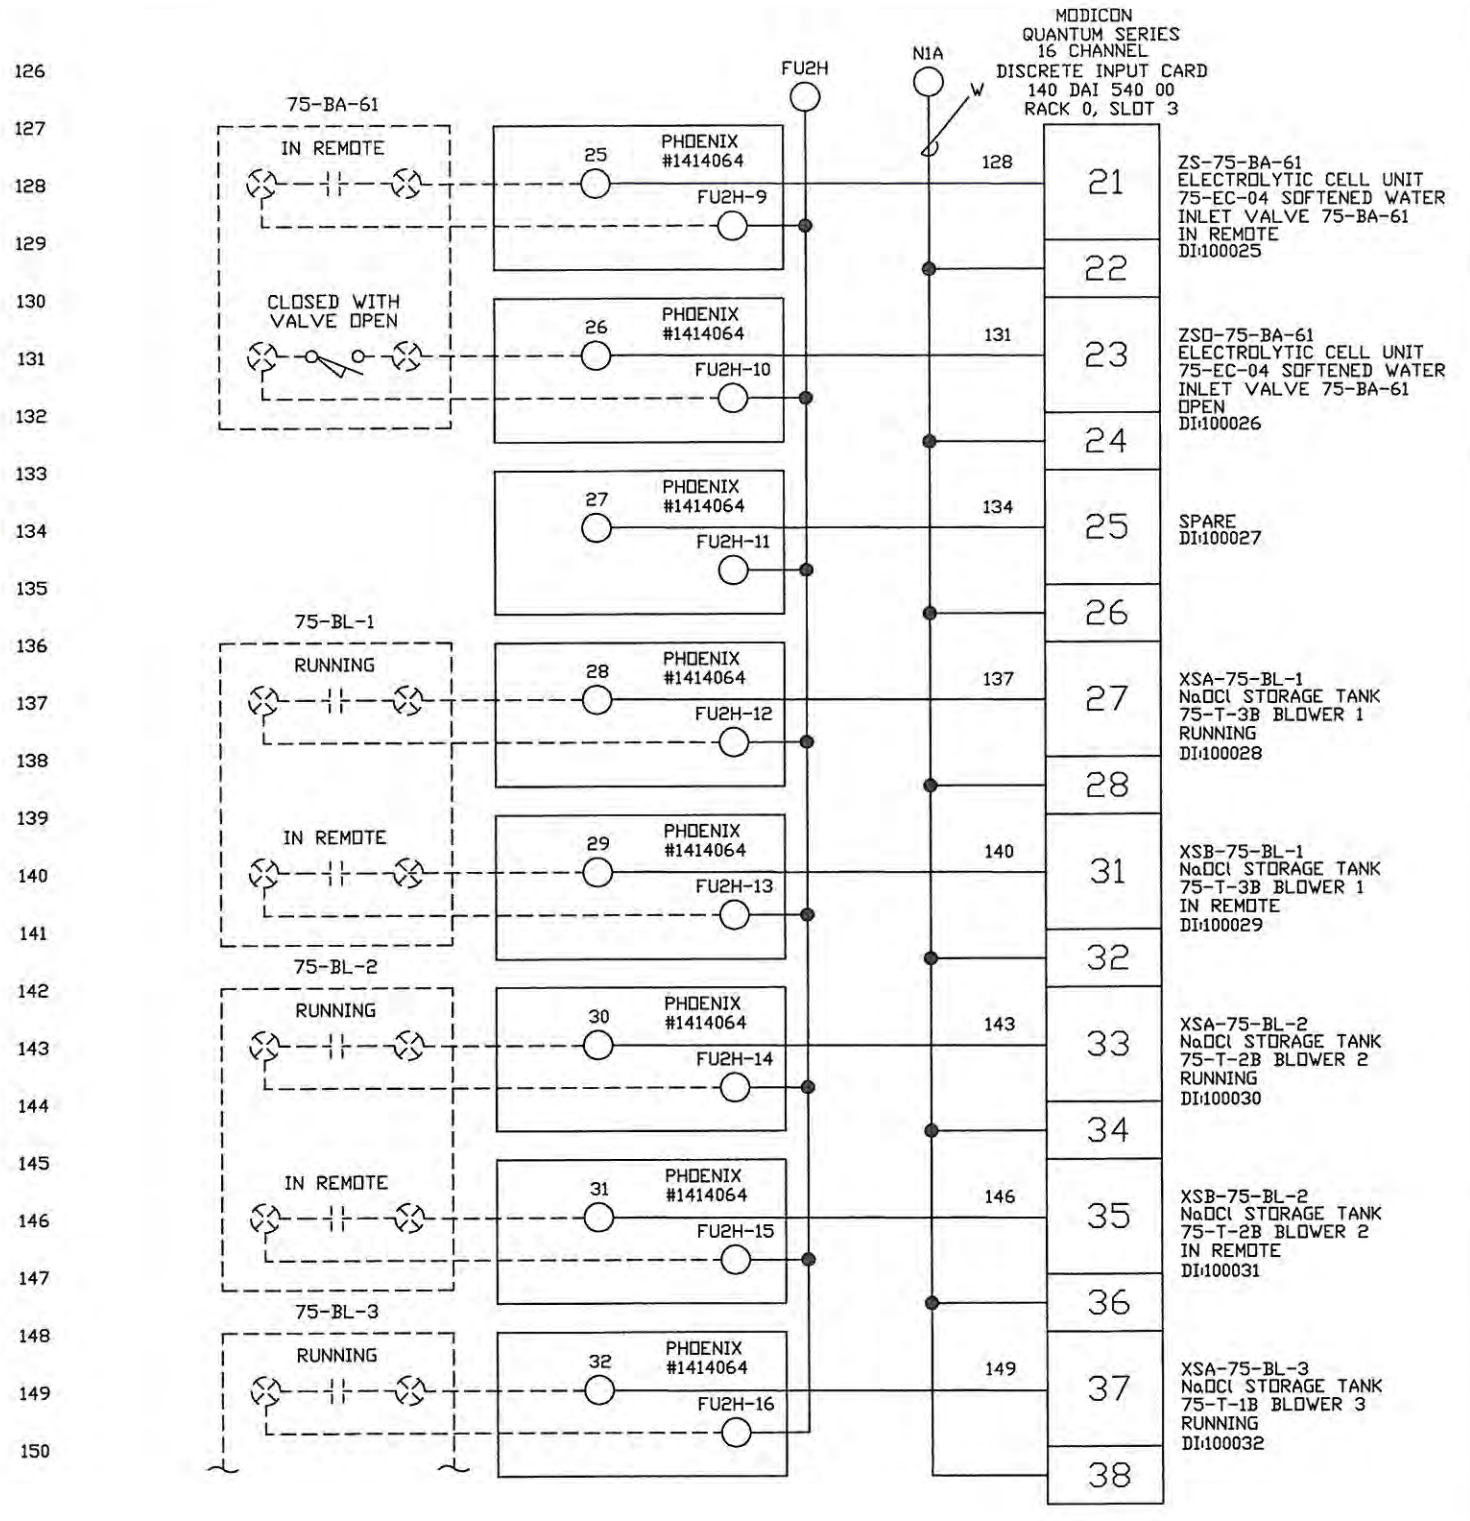 MODICON
QUANTUM SERIES
16 CHANNEL
DISCRETE INPUT CARD
140 DAI 540 00
RACK 0, SLOT 3
FU2H
N1A
W
126
127
128
129
130
131
132
133
134
135
136
137
138
139
140
141
142
143
144
145
146
147
148
149
150
75-BA-61
IN REMOTE
25
PHOENIX
#1414064
FU2H-9
128
21
22
ZS-75-BA-61
ELECTROLYTIC CELL UNIT
75-EC-04 SOFTENED WATER
INLET VALVE 75-BA-61
IN REMOTE
DI:100025
CLOSED WITH
VALVE OPEN
26
PHOENIX
#1414064
FU2H-10
131
23
24
ZSO-75-BA-61
ELECTROLYTIC CELL UNIT
75-EC-04 SOFTENED WATER
INLET VALVE 75-BA-61
OPEN
DI:100026
27
PHOENIX
#1414064
FU2H-11
134
25
26
SPARE
DI:100027
75-BL-1
RUNNING
28
PHOENIX
#1414064
FU2H-12
137
27
28
XSA-75-BL-1
NaOCl STORAGE TANK
75-T-3B BLOWER 1
RUNNING
DI:100028
IN REMOTE
29
PHOENIX
#1414064
FU2H-13
140
31
32
XSB-75-BL-1
NaOCl STORAGE TANK
75-T-3B BLOWER 1
IN REMOTE
DI:100029
75-BL-2
RUNNING
30
PHOENIX
#1414064
FU2H-14
143
33
34
XSA-75-BL-2
NaOCl STORAGE TANK
75-T-2B BLOWER 2
RUNNING
DI:100030
IN REMOTE
31
PHOENIX
#1414064
FU2H-15
146
35
36
XSB-75-BL-2
NaOCl STORAGE TANK
75-T-2B BLOWER 2
IN REMOTE
DI:100031
75-BL-3
RUNNING
32
PHOENIX
#1414064
FU2H-16
149
37
38
XSA-75-BL-3
NaOCl STORAGE TANK
75-T-1B BLOWER 3
RUNNING
DI:100032